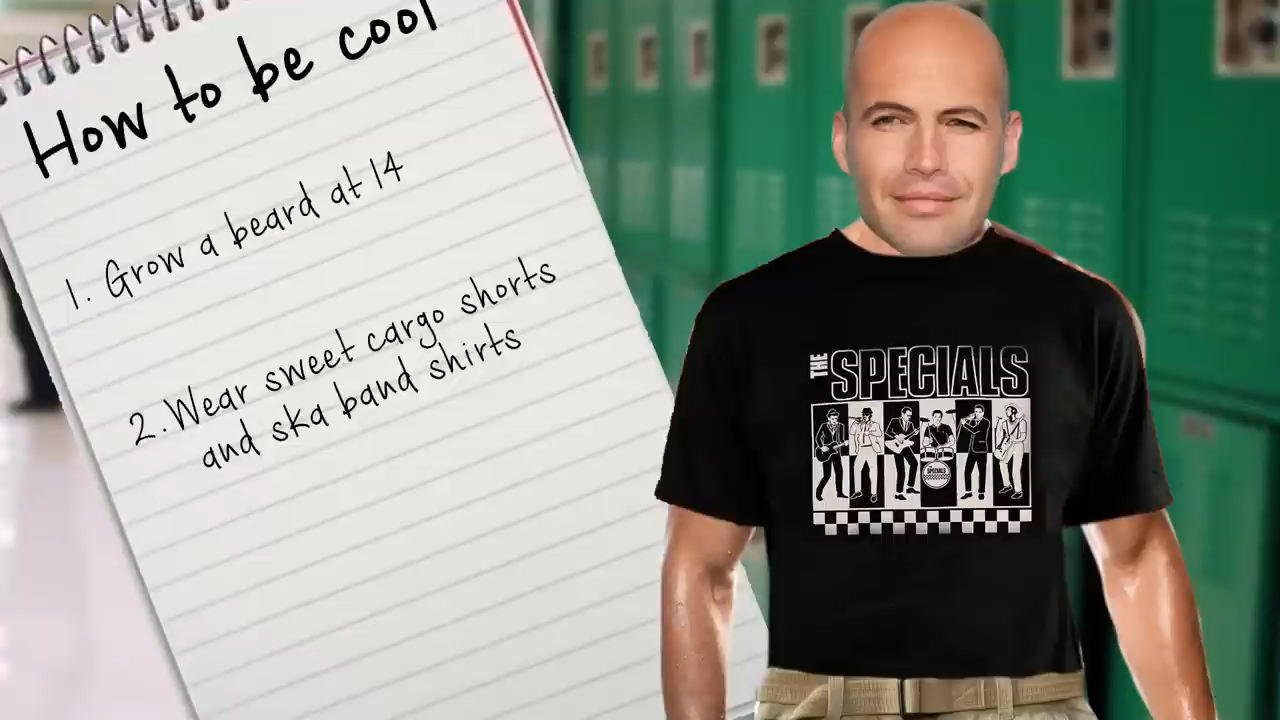 How to be cool
1. Grow a beard at 14
2. Wear sweet cargo shorts
and ska band shirts
THE
SPECIALS
SPECIALS